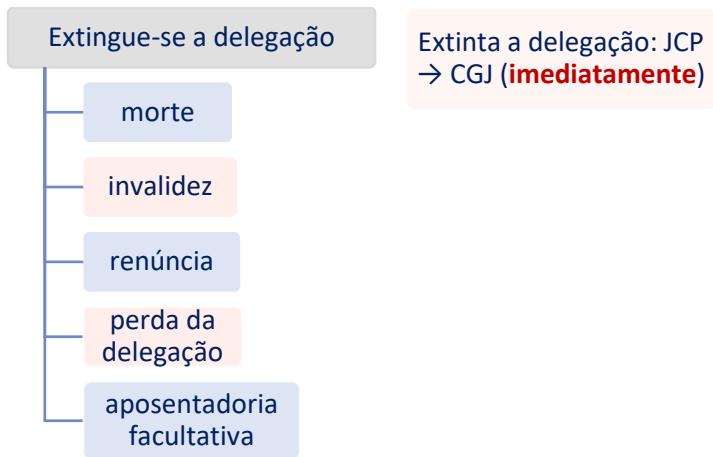 Extingue-se a delegação
morte
invalidez
renúncia
perda da
delegação
aposentadoria
facultativa
Extinta a delegação: JCP
→ CGJ (imediatamente)